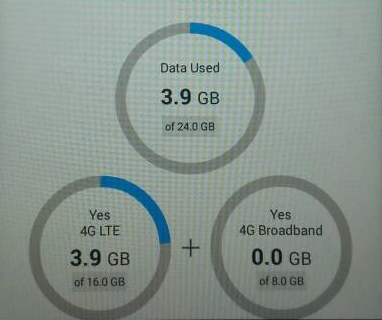 Data Used
3.9 GB
of 24.0 GB
Yes
4G LTE
3.9 GB
of 16.0 GB
+
Yes
4G Broadband
0.0 GB
of 8.0 GB